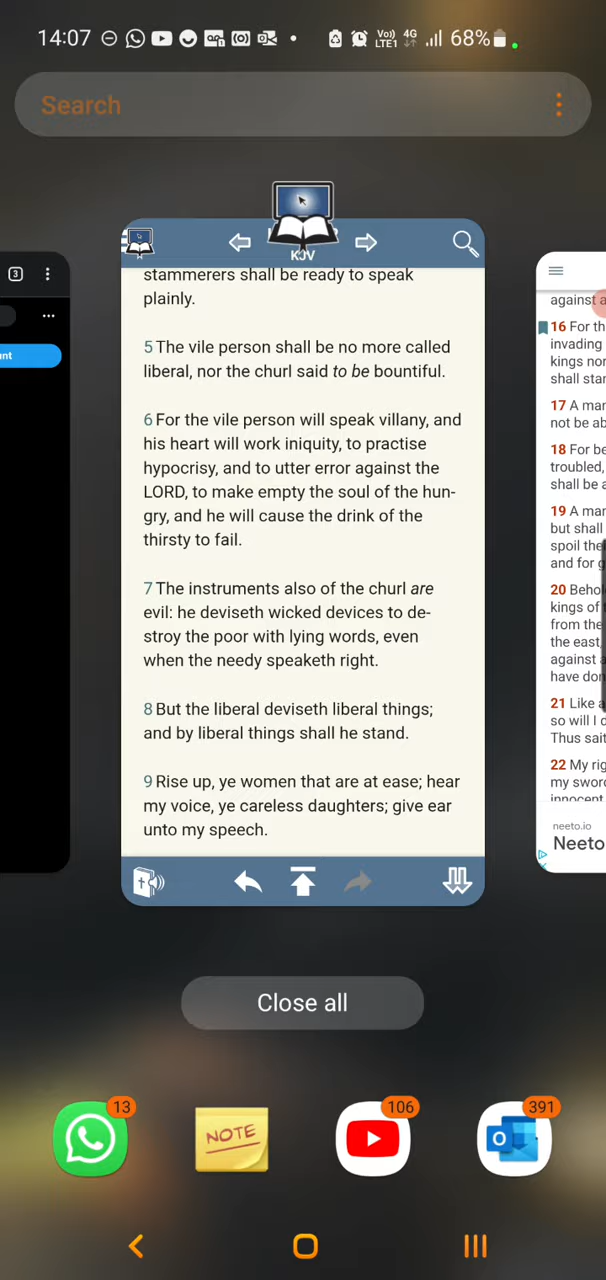 14:07
Vo))
LTE1
4G
68%
Search
3
KJV
stammerers shall be ready to speak
plainly.
5 The vile person shall be no more called
liberal, nor the churl said to be bountiful.
6 For the vile person will speak villany, and
his heart will work iniquity, to practise
hypocrisy, and to utter error against the
LORD, to make empty the soul of the hun-
gry, and he will cause the drink of the
thirsty to fail.
7 The instruments also of the churl are
evil: he deviseth wicked devices to de-
stroy the poor with lying words, even
when the needy speaketh right.
8 But the liberal deviseth liberal things;
and by liberal things shall he stand.
9 Rise up, ye women that are at ease; hear
my voice, ye careless daughters; give ear
unto my speech.
against a
16 For th
invading
kings nor
shall stan
17 A mar
not be ab
18 For be
troubled,
shall be a
19 A mar
but shall
spoil the
and for g
20 Behol
kings of
from the
the east,
against a
have don
21 Like a
so will I d
Thus sait
22 My rig
my swor
innocent
neeto.io
Neeto
Close all
13
NOTE
106
391
O